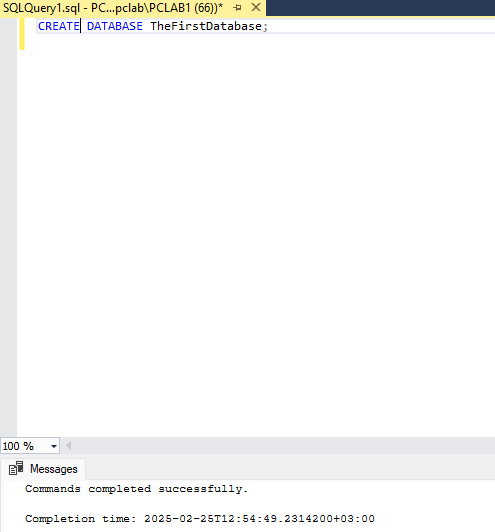 SQLQuery1.sql - PC...pclab\PCLAB1 (66))*
CREATE DATABASE TheFirstDatabase;
100 %
Messages
Commands completed successfully.
Completion time: 2025-02-25T12:54:49.2314200+03:00